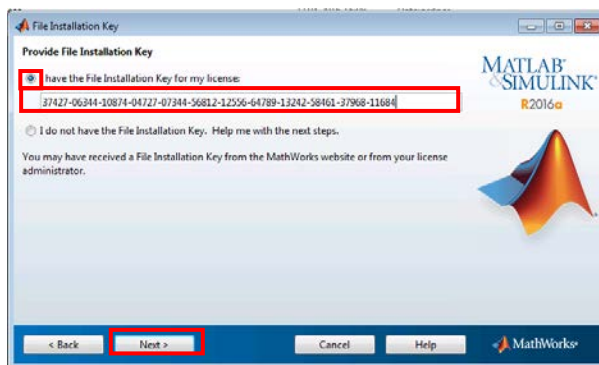 File Installation Key
Provide File Installation Key
have the File Installation Key for my license:
37427-06344-10874-04727-07344-56812-12556-64789-13242-58461-37968-11684
I do not have the File Installation Key. Help me with the next steps.
You may have received a File Installation Key from the MathWorks website or from your license
administrator.
MATLAB®
&SIMULINK®
R2016a
< Back
Next >
Cancel
Help
MathWorks®